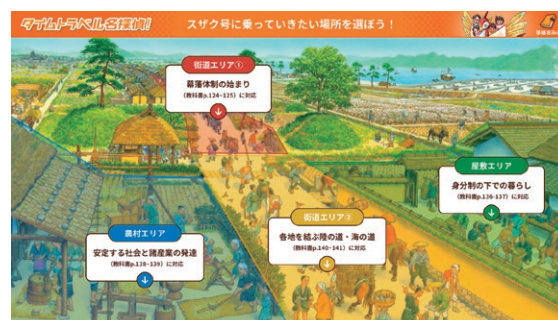 タイムトラベル名探偵!
スザク号に乗っていきたい場所を選ぼう!
街道エリア①
幕藩体制の始まり
(教科書p.124-125)に対応
屋敷エリア
身分制の下での暮らし
(教科書p.136-137)に対応
農村エリア
安定する社会と諸産業の発達
(教科書p.138-139)に対応
街道エリア②
各地を結ぶ陸の道・海の道
(教科書p.140-141)に対応